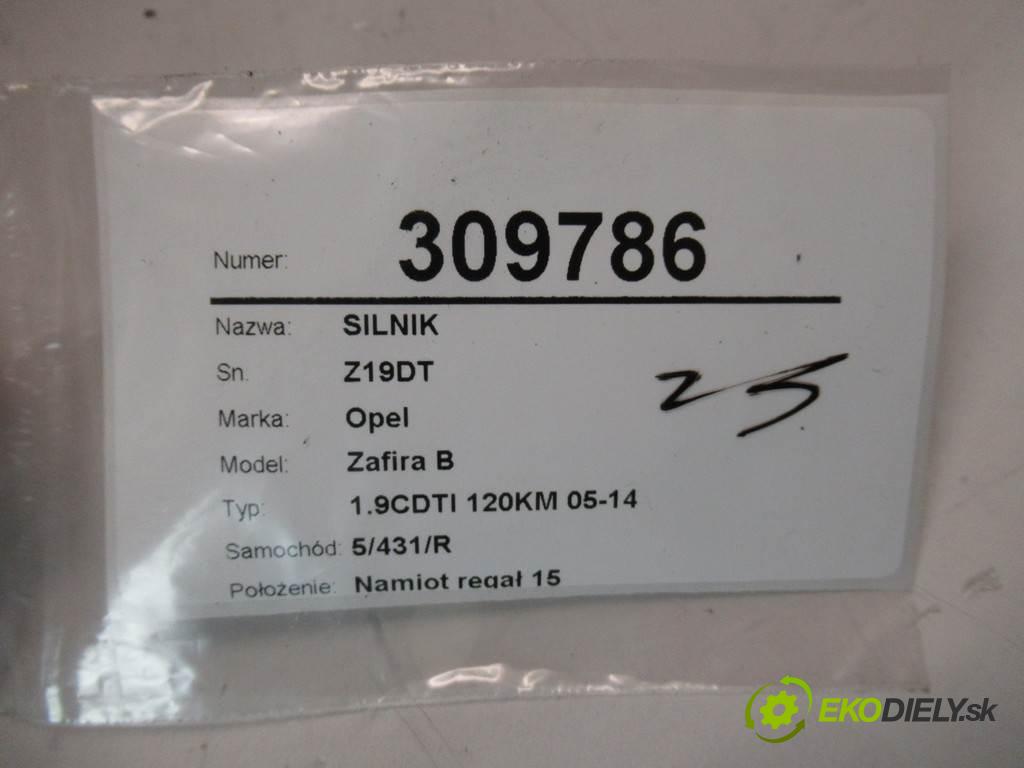 Numer: 309786
Nazwa: SILNIK
Sn. Z19DT
Marka: Opel
25
Model: Zafira B
Typ: 1.9CDTI 120KM 05-14
Samochód: 5/431/R
Położenie: Namiot regał 15
EKODIELY.sk